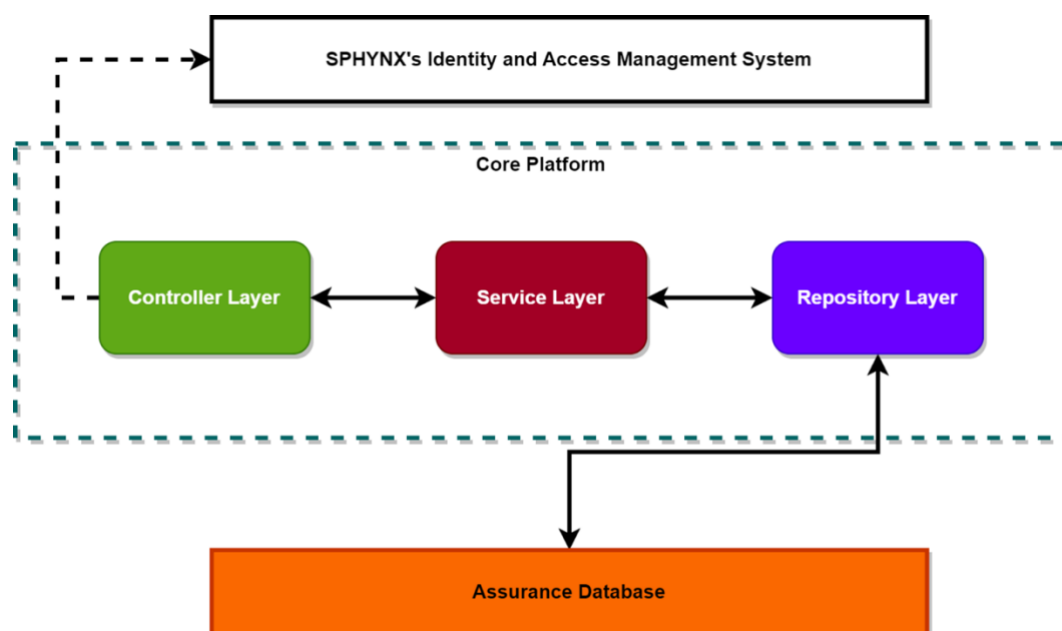 SPHYNX's Identity and Access Management System
Core Platform
Controller Layer
Service Layer
Repository Layer
Assurance Database